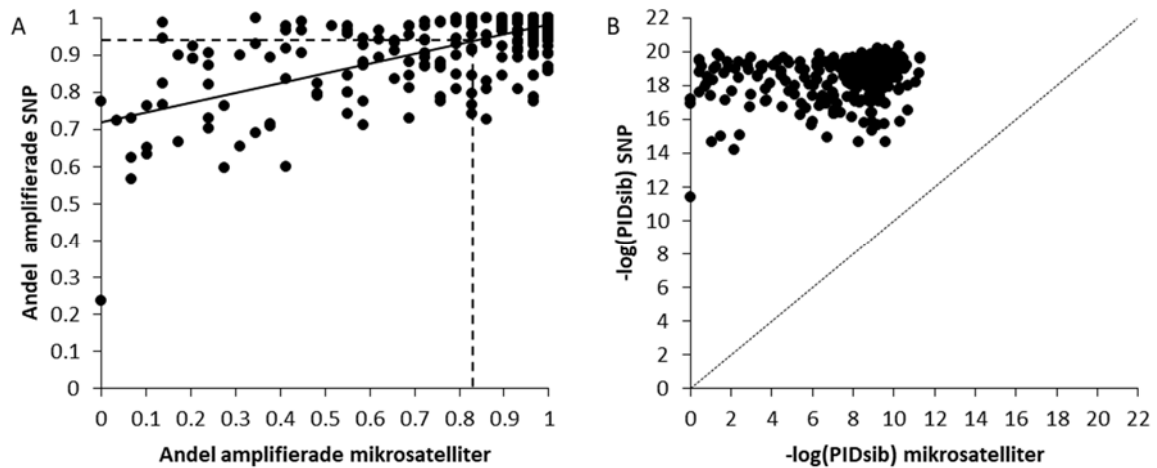 A
1
0.9
0.8
0.7
0.6
0.5
0.4
0.3
0.2
0.1
0
Andel amplifierade SNP
0 0.1 0.2 0.3 0.4 0.5 0.6 0.7 0.8 0.9 1
Andel amplifierade mikrosatelliter
B
22
20
18
16
14
12
10
8
6
4
2
0
-log(PIDsib) SNP
0 2 4 6 8 10 12 14 16 18 20 22
-log(PIDsib) mikrosatelliter